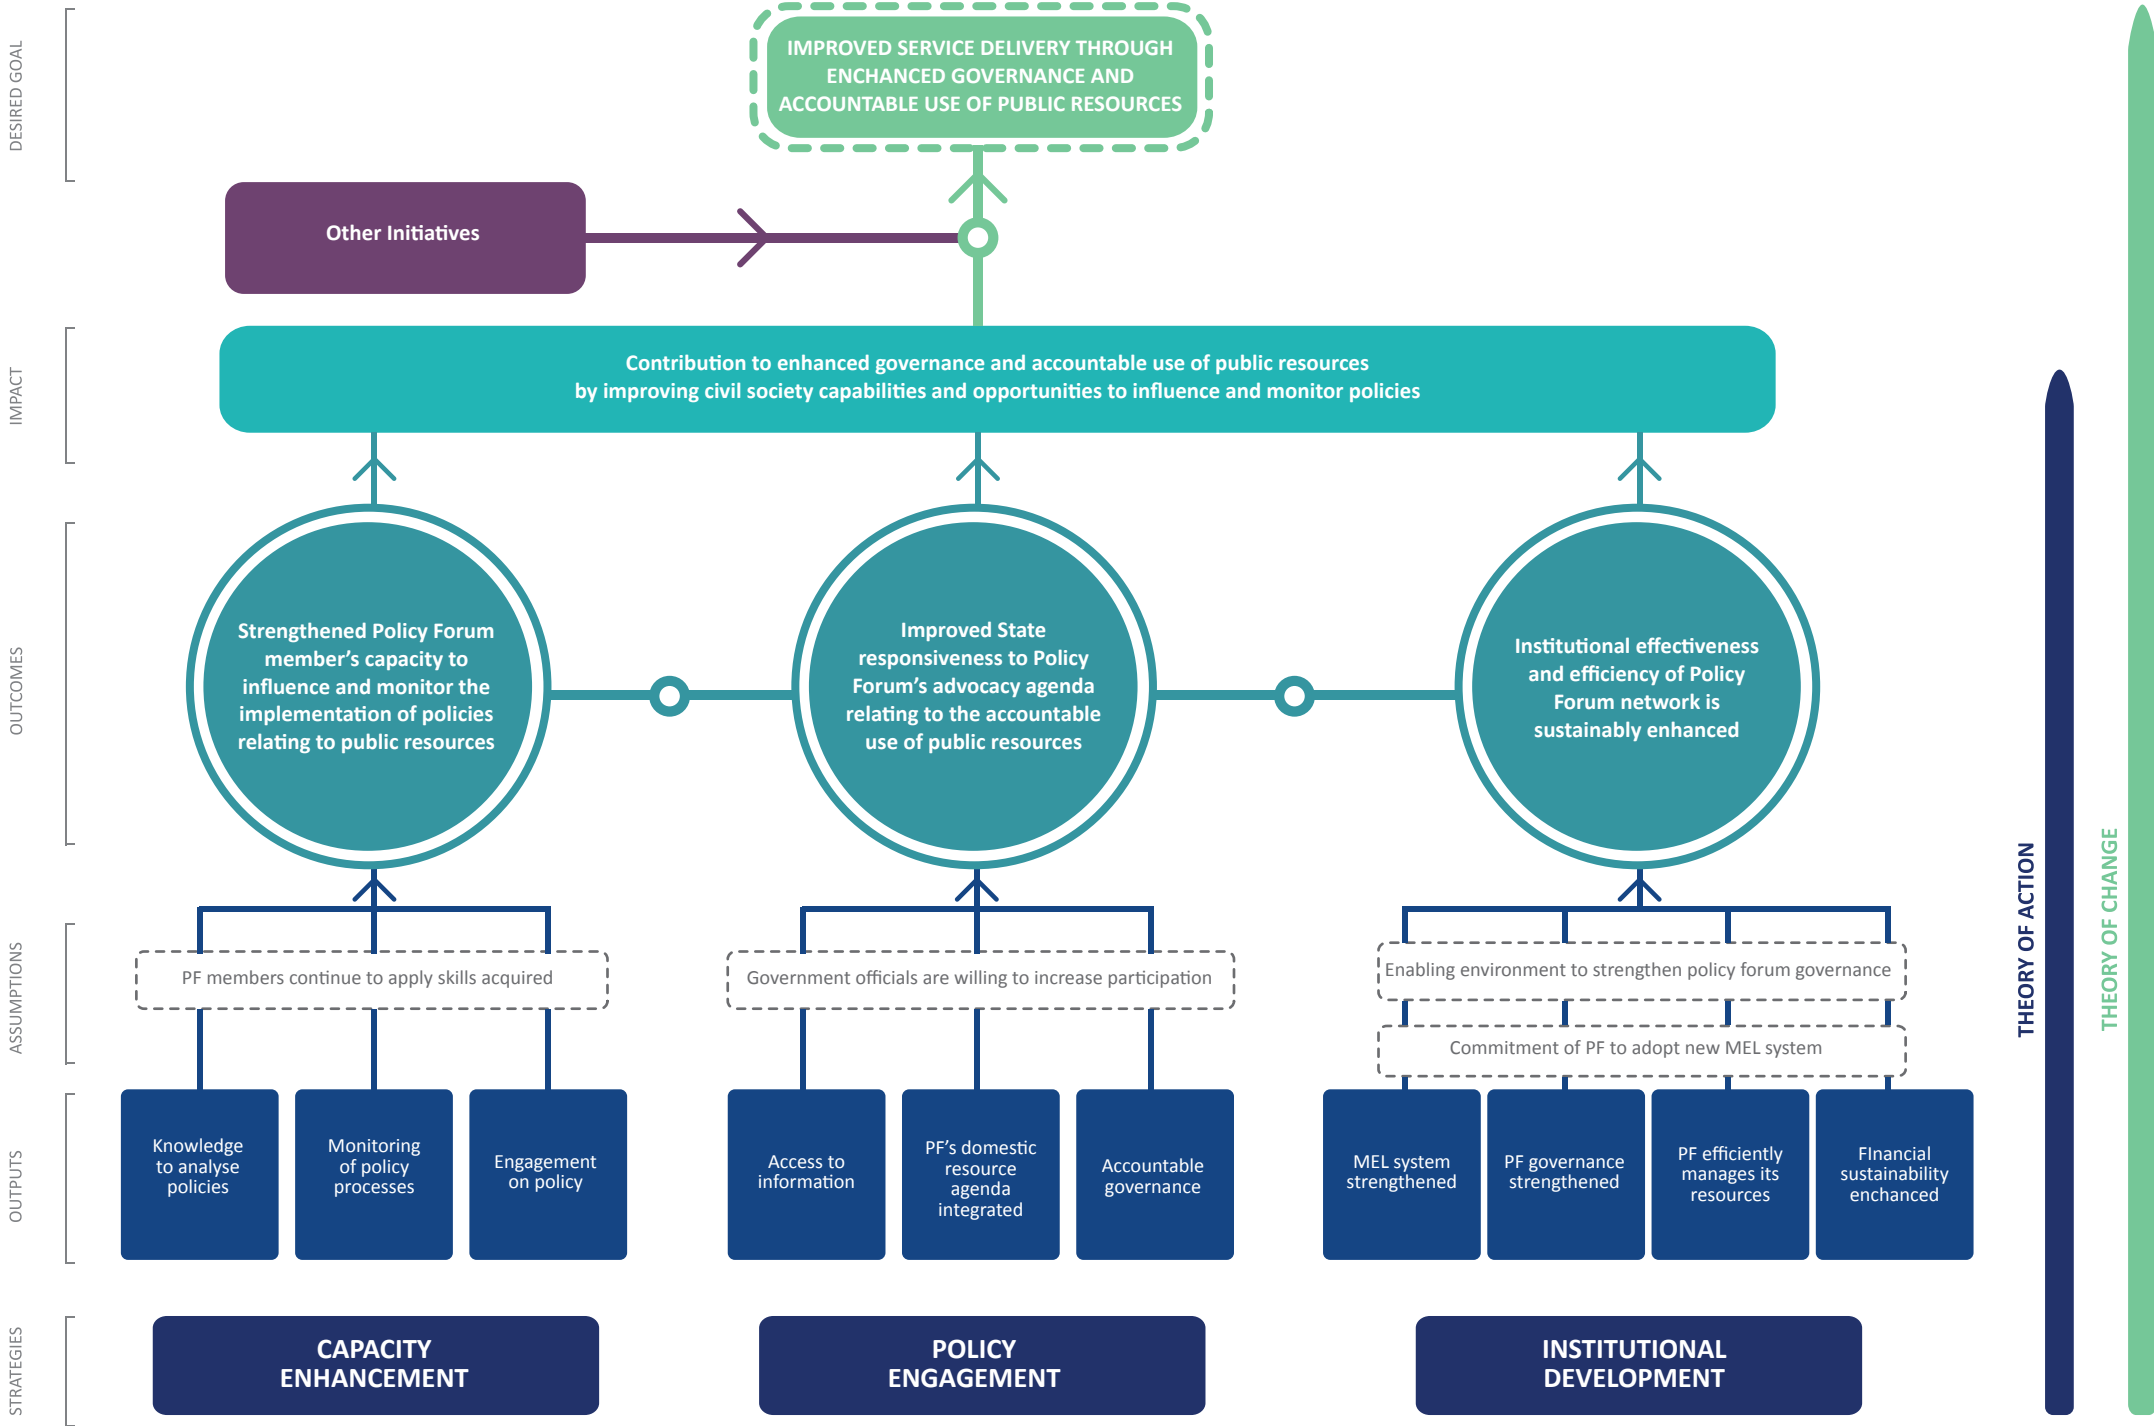 DESIRED GOAL
IMPROVED SERVICE DELIVERY THROUGH
ENCHANCED GOVERNANCE AND
ACCOUNTABLE USE OF PUBLIC RESOURCES
Other Initiatives
IMPACT
Contribution to enhanced governance and accountable use of public resources
by improving civil society capabilities and opportunities to influence and monitor policies
OUTCOMES
Strengthened Policy Forum
member’s capacity to
influence and monitor the
implementation of policies
relating to public resources
Improved State
responsiveness to Policy
Forum’s advocacy agenda
relating to the accountable
use of public resources
Institutional effectiveness
and efficiency of Policy
Forum network is
sustainably enhanced
ASSUMPTIONS
PF members continue to apply skills acquired
Government officials are willing to increase participation
Enabling environment to strengthen policy forum governance
Commitment of PF to adopt new MEL system
OUTPUTS
Knowledge
to analyse
policies
Monitoring
of policy
processes
Engagement
on policy
Access to
information
PF’s domestic
resource
agenda
integrated
Accountable
governance
MEL system
strengthened
PF governance
strengthened
PF efficiently
manages its
resources
FInancial
sustainability
enchanced
STRATEGIES
CAPACITY
ENHANCEMENT
POLICY
ENGAGEMENT
INSTITUTIONAL
DEVELOPMENT
THEORY OF ACTION
THEORY OF CHANGE